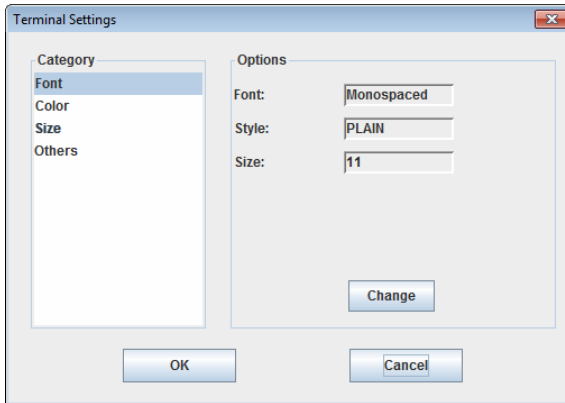 Terminal Settings
Category
Font
Color
Size
Others
Options
Font: Monospaced
Style: PLAIN
Size: 11
Change
OK
Cancel